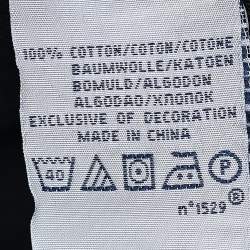 100% COTTON/COTON/COTONE
BAUMWOLLE/KATOEN
BOMULD/ALGODON
ALGODAO/ХЛОПОК
EXCLUSIVE OF DECORATION
MADE IN CHINA
40 P
n°1529®